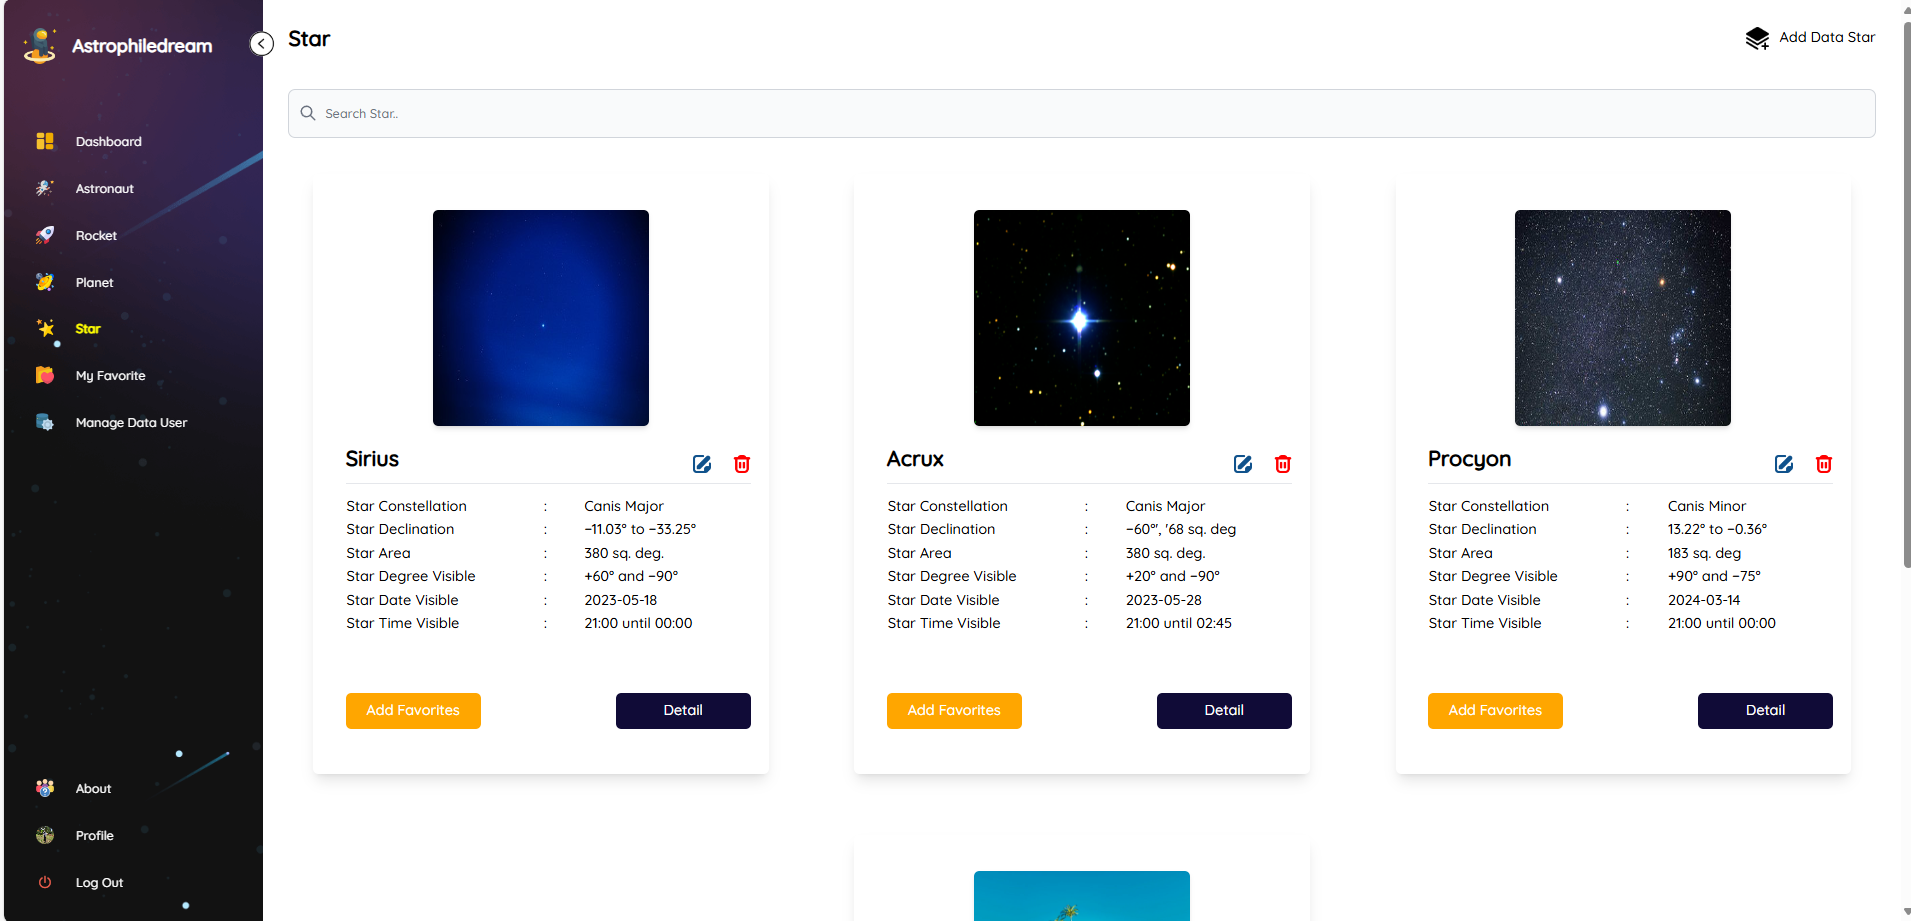 Astrophiledream
Dashboard
Astronaut
Rocket
Planet
Star
My Favorite
Manage Data User
About
Profile
Log Out
Star
Add Data Star
Search Star..
Sirius
Star Constellation : Canis Major
Star Declination : −11.03° to −33.25°
Star Area : 380 sq. deg.
Star Degree Visible : +60° and −90°
Star Date Visible : 2023-05-18
Star Time Visible : 21:00 until 00:00
Add Favorites
Detail
Acrux
Star Constellation : Canis Major
Star Declination : −60°', '68 sq. deg
Star Area : 380 sq. deg.
Star Degree Visible : +20° and −90°
Star Date Visible : 2023-05-28
Star Time Visible : 21:00 until 02:45
Add Favorites
Detail
Procyon
Star Constellation : Canis Minor
Star Declination : 13.22° to −0.36°
Star Area : 183 sq. deg
Star Degree Visible : +90° and −75°
Star Date Visible : 2024-03-14
Star Time Visible : 21:00 until 00:00
Add Favorites
Detail